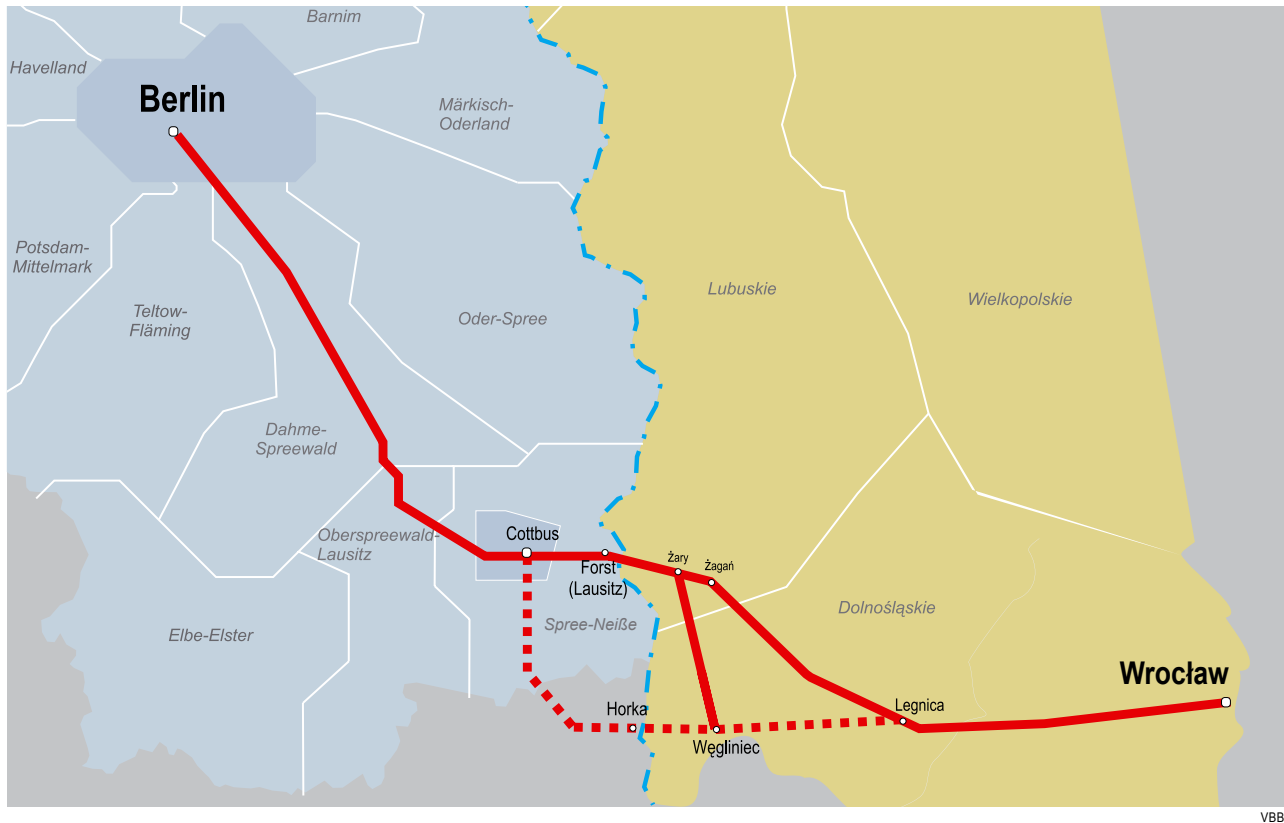 Barnim
Havelland
Berlin
Märkisch-
Oderland
Potsdam-
Mittelmark
Lubuskie
Wielkopolskie
Teltow-
Fläming
Oder-Spree
Dahme-
Spreewald
Oberspreewald-
Lausitz
Cottbus
Forst
(Lausitz)
Żary
Żagań
Dolnośląskie
Spree-Neiße
Elbe-Elster
Wrocław
Horka
Legnica
Węgliniec
VBB